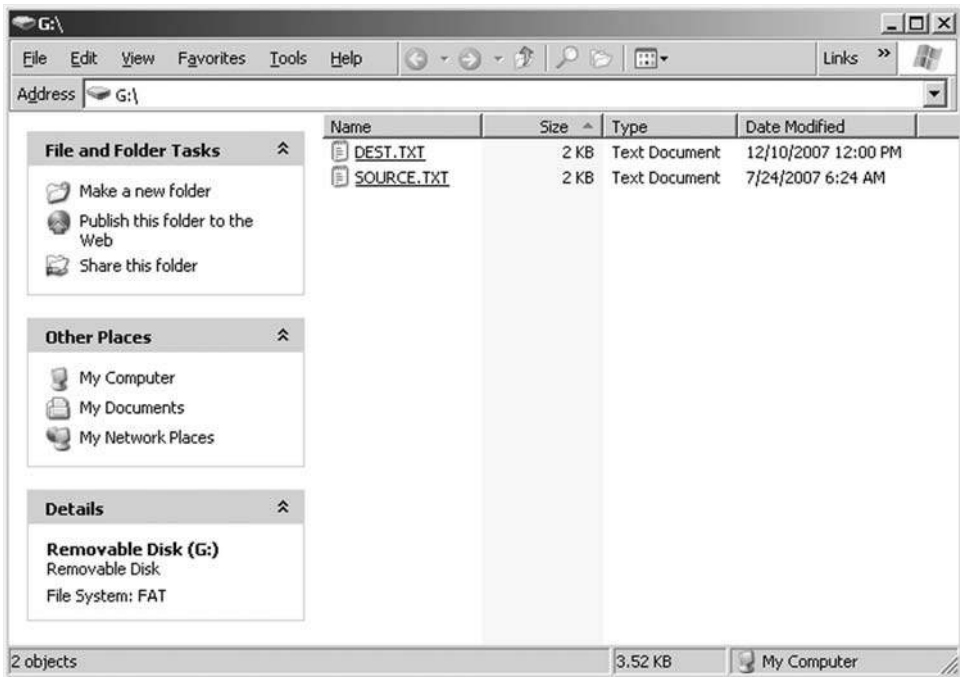 G:\
File Edit View Favorites Tools Help Links »
Address G:\
File and Folder Tasks
Make a new folder
Publish this folder to the
Web
Share this folder
Other Places
My Computer
My Documents
My Network Places
Details
Removable Disk (G:)
Removable Disk
File System: FAT
Name Size Type Date Modified
DEST.TXT 2 KB Text Document 12/10/2007 12:00 PM
SOURCE.TXT 2 KB Text Document 7/24/2007 6:24 AM
2 objects 3.52 KB My Computer